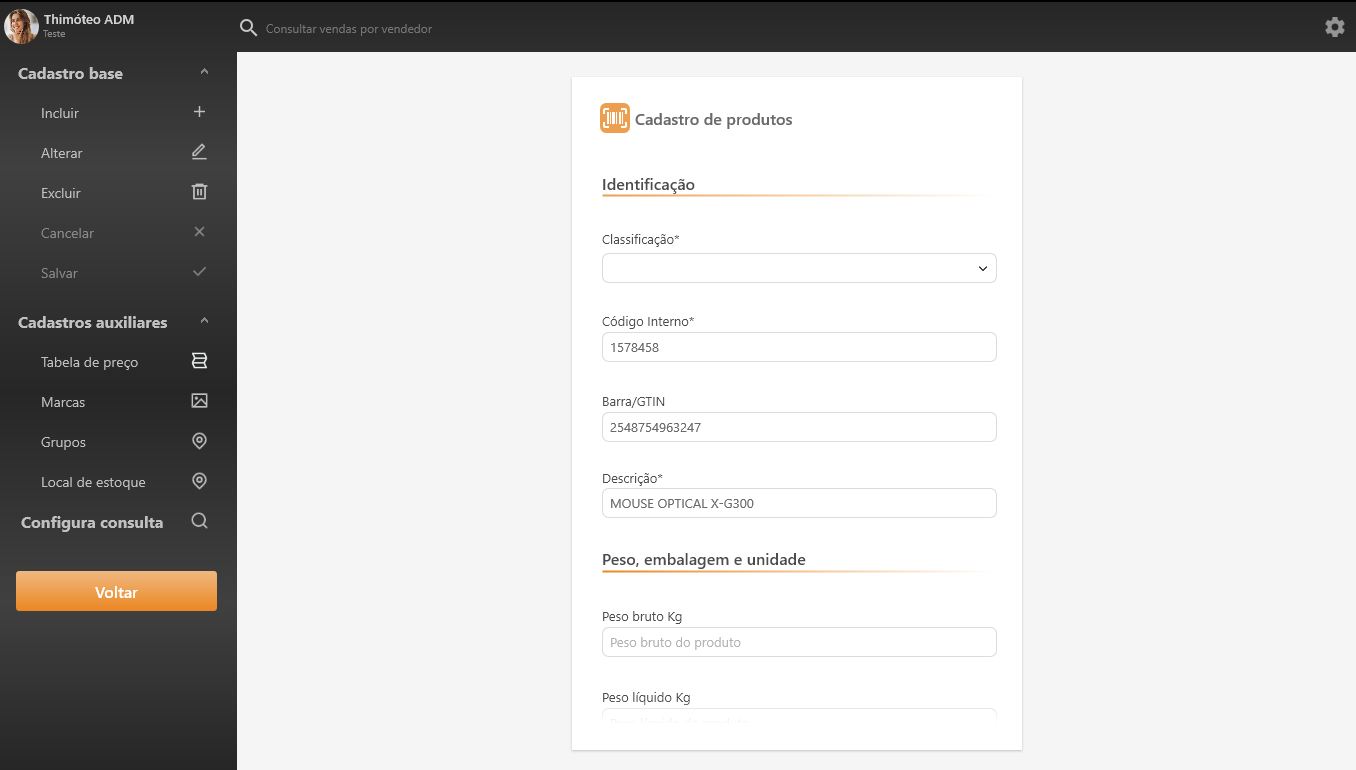 Thimóteo ADM
Teste
Consultar vendas por vendedor
Cadastro base
Incluir
Alterar
Excluir
Cancelar
Salvar
Cadastros auxiliares
Tabela de preço
Marcas
Grupos
Local de estoque
Configura consulta
Voltar
Cadastro de produtos
Identificação
Classificação*
Código Interno*
1578458
Barra/GTIN
2548754963247
Descrição*
MOUSE OPTICAL X-G300
Peso, embalagem e unidade
Peso bruto Kg
Peso bruto do produto
Peso líquido Kg